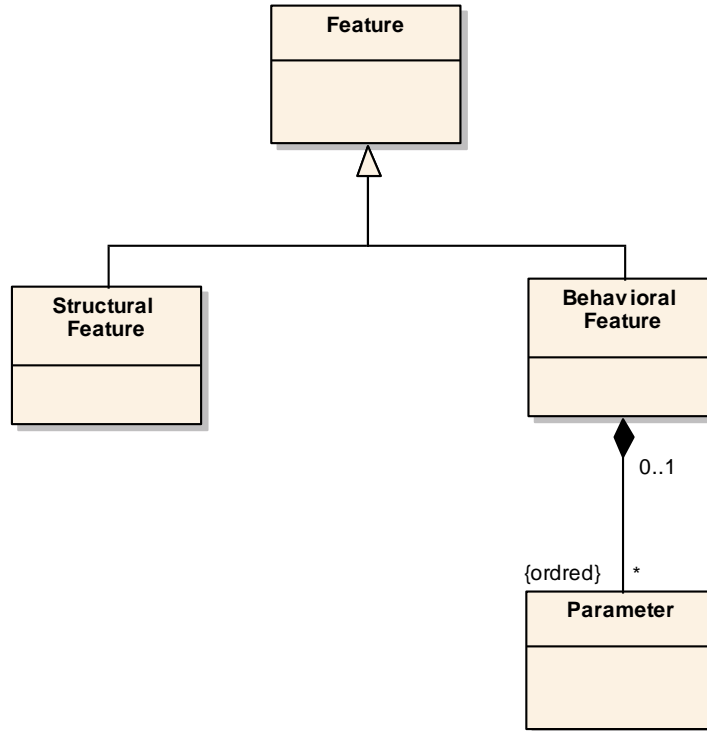 Feature
Structural
Feature
Behavioral
Feature
0..1
{ordred} *
Parameter